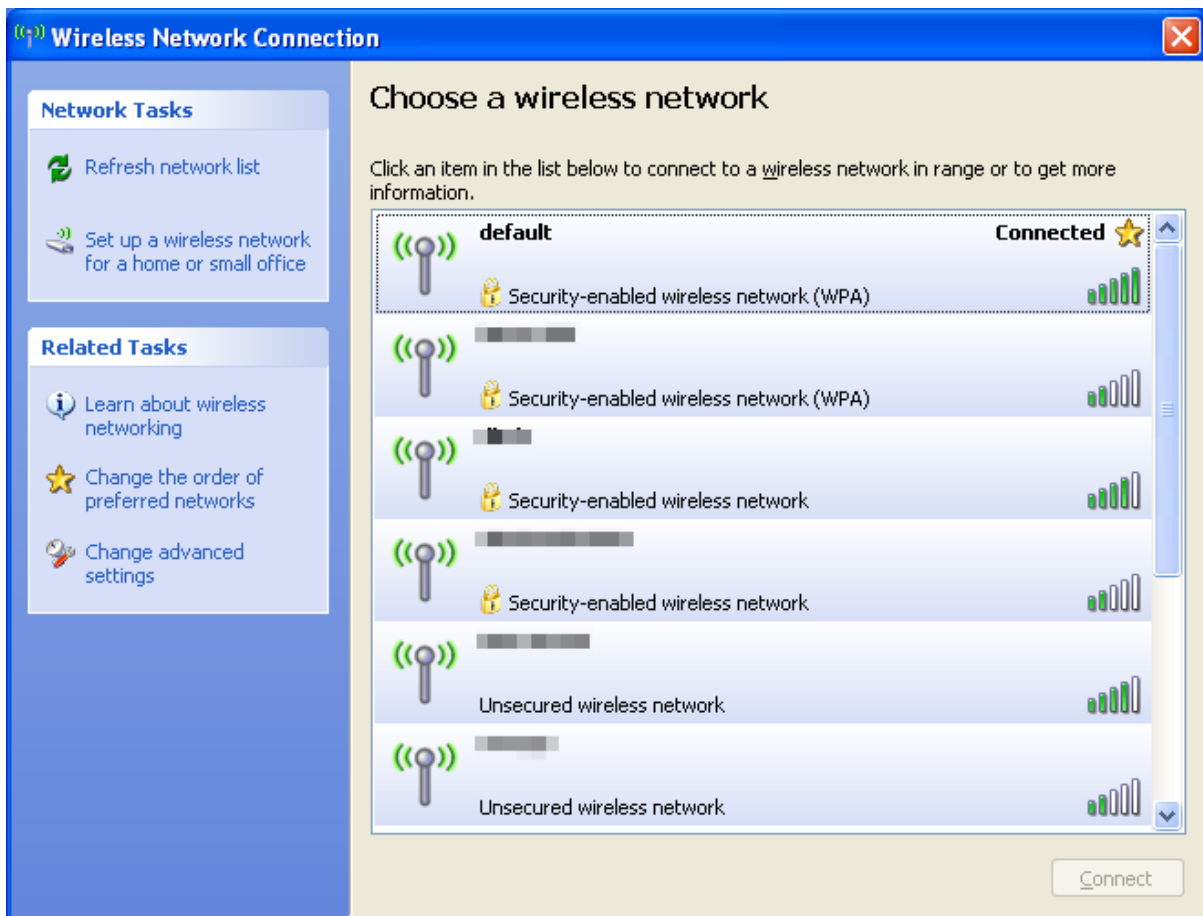 Wireless Network Connection
Network Tasks
Refresh network list
Set up a wireless network
for a home or small office
Related Tasks
Learn about wireless
networking
Change the order of
preferred networks
Change advanced
settings
Choose a wireless network
Click an item in the list below to connect to a wireless network in range or to get more
information.
default Connected
Security-enabled wireless network (WPA)
Security-enabled wireless network (WPA)
Security-enabled wireless network
Security-enabled wireless network
Unsecured wireless network
Unsecured wireless network
Connect